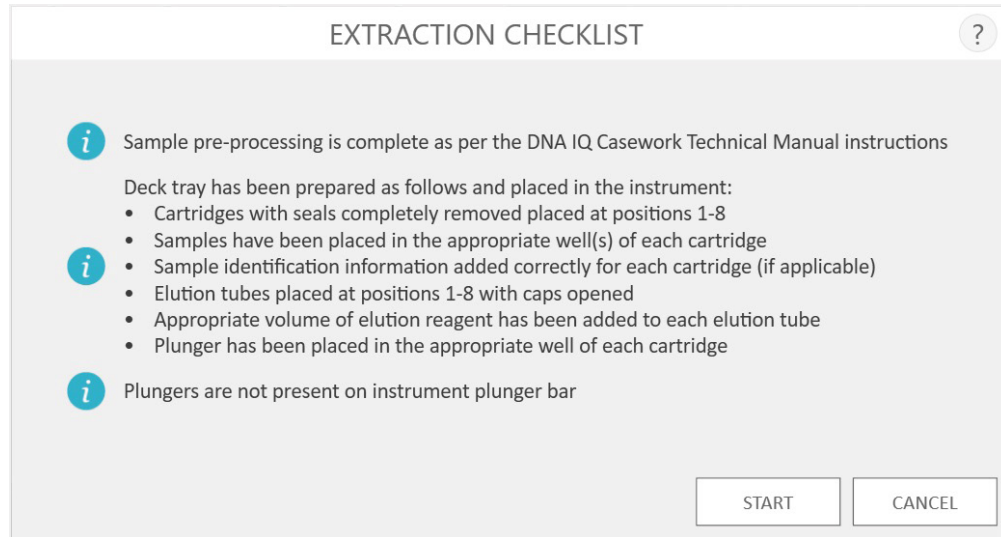 EXTRACTION CHECKLIST
?
i
Sample pre-processing is complete as per the DNA IQ Casework Technical Manual instructions
i
Deck tray has been prepared as follows and placed in the instrument:
• Cartridges with seals completely removed placed at positions 1-8
• Samples have been placed in the appropriate well(s) of each cartridge
• Sample identification information added correctly for each cartridge (if applicable)
• Elution tubes placed at positions 1-8 with caps opened
• Appropriate volume of elution reagent has been added to each elution tube
• Plunger has been placed in the appropriate well of each cartridge
i
Plungers are not present on instrument plunger bar
START
CANCEL